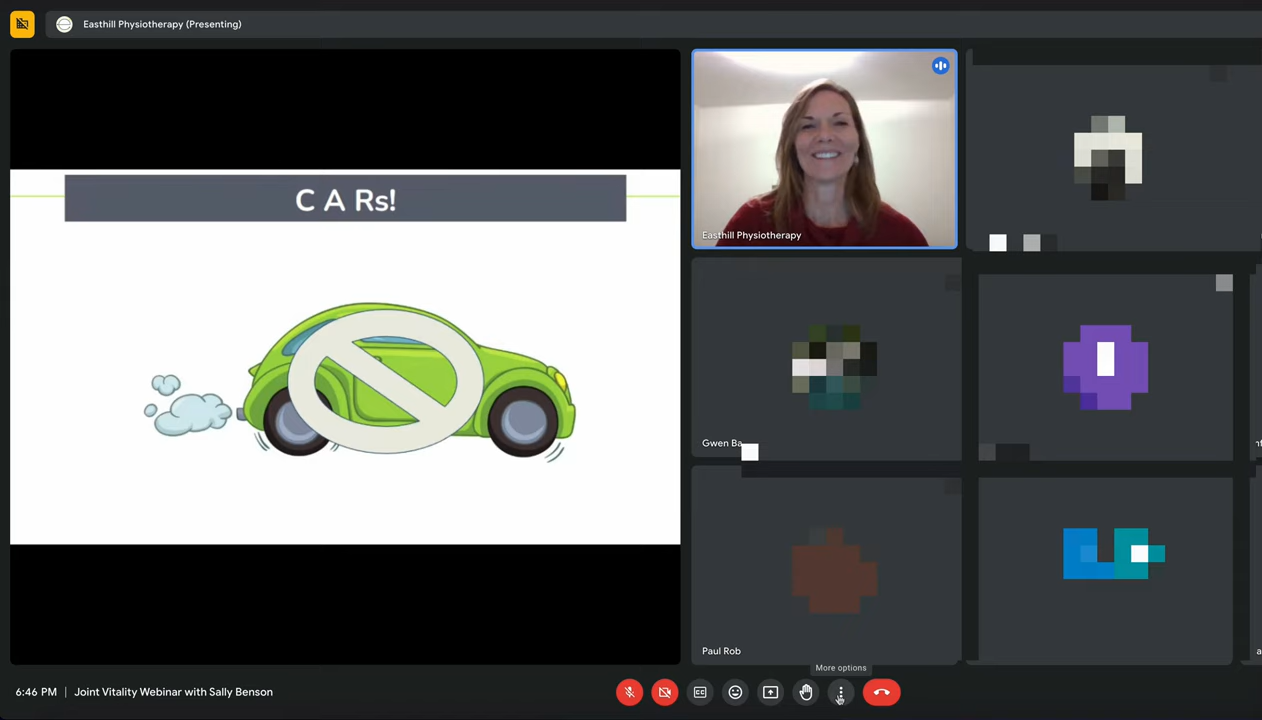 Easthill Physiotherapy (Presenting)
C A Rs!
Easthill Physiotherapy
Gwen Ba
Paul Rob
More options
CC
6:46 PM | Joint Vitality Webinar with Sally Benson